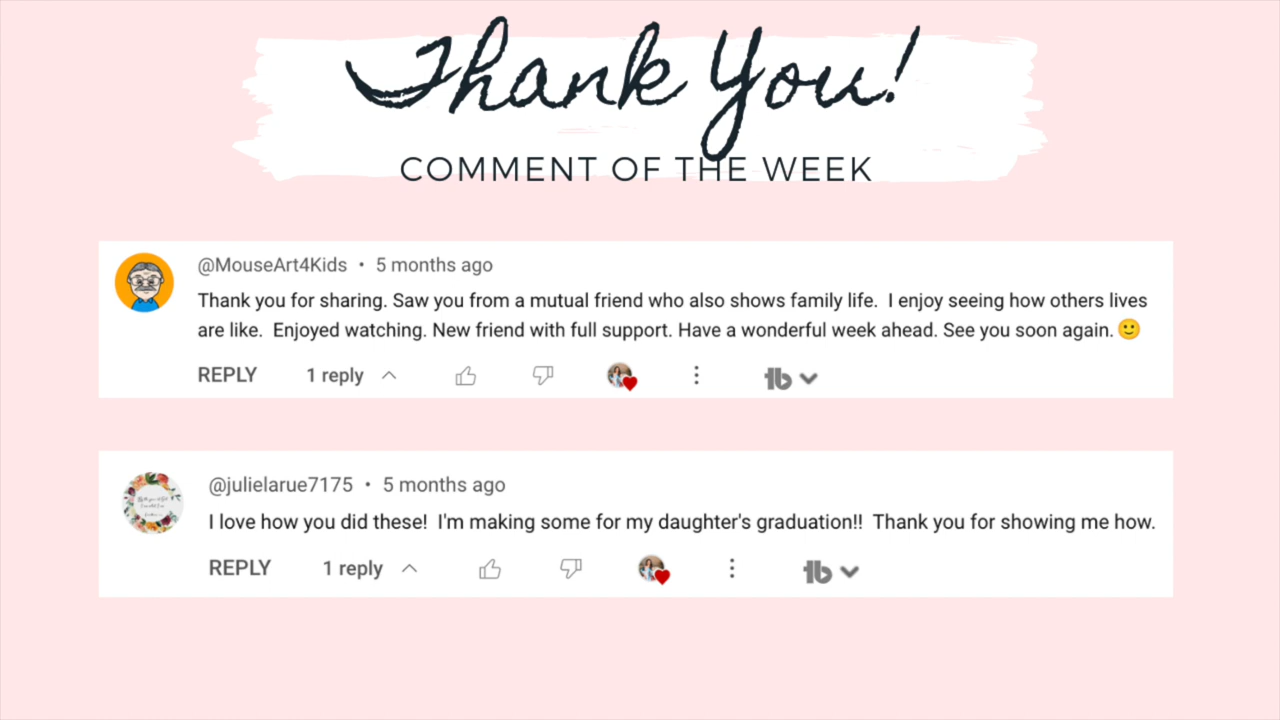 Thank You!
COMMENT OF THE WEEK
@MouseArt4Kids • 5 months ago
Thank you for sharing. Saw you from a mutual friend who also shows family life.  I enjoy seeing how others lives
are like.  Enjoyed watching. New friend with full support. Have a wonderful week ahead. See you soon again. 🙂
REPLY 1 reply
tb
@julielarue7175 • 5 months ago
I love how you did these!  I'm making some for my daughter's graduation!!  Thank you for showing me how.
REPLY 1 reply
tb